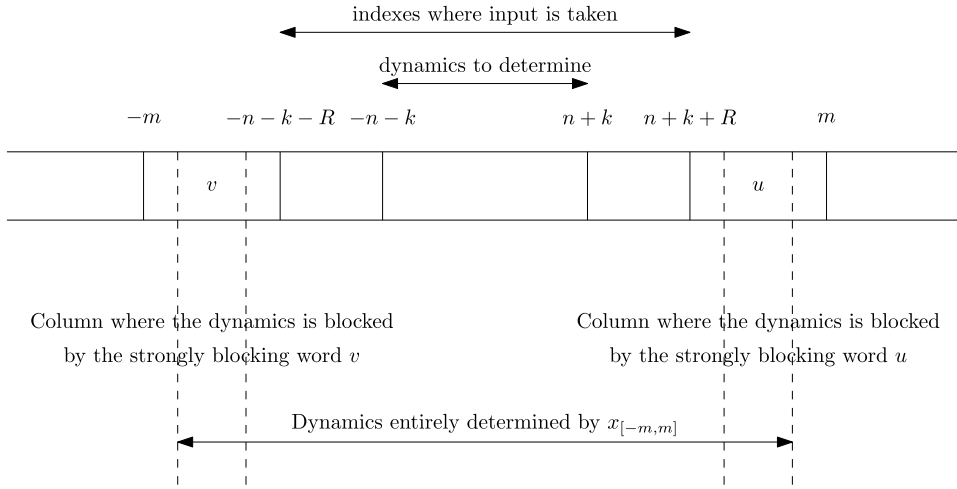 indexes where input is taken
dynamics to determine
−m −n − k − R −n − k n + k n + k + R m
v u
Column where the dynamics is blocked Column where the dynamics is blocked
by the strongly blocking word v by the strongly blocking word u
Dynamics entirely determined by x_{[−m,m]}